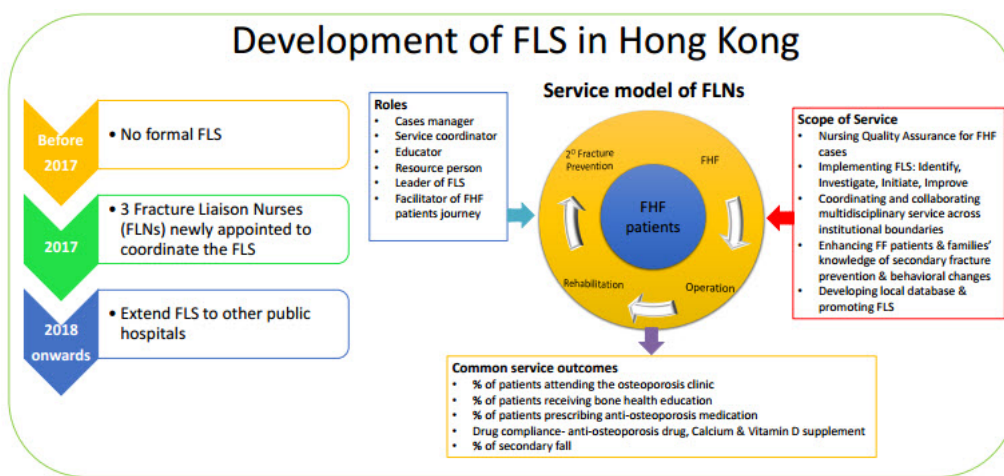 Development of FLS in Hong Kong
Before
2017
• No formal FLS
2017
• 3 Fracture Liaison Nurses
(FLNs) newly appointed to
coordinate the FLS
2018
onwards
• Extend FLS to other public
hospitals
Service model of FLNs
Roles
• Cases manager
• Service coordinator
• Educator
• Resource person
• Leader of FLS
• Facilitator of FHF
patients journey
2⁰ Fracture
Prevention
FHF
FHF
patients
Rehabilitation
Operation
Scope of Service
• Nursing Quality Assurance for FHF
cases
• Implementing FLS: Identify,
Investigate, Initiate, Improve
• Coordinating and collaborating
multidisciplinary service across
institutional boundaries
• Enhancing FF patients & families’
knowledge of secondary fracture
prevention & behavioral changes
• Developing local database &
promoting FLS
Common service outcomes
• % of patients attending the osteoporosis clinic
• % of patients receiving bone health education
• % of patients prescribing anti-osteoporosis medication
• Drug compliance- anti-osteoporosis drug, Calcium & Vitamin D supplement
• % of secondary fall